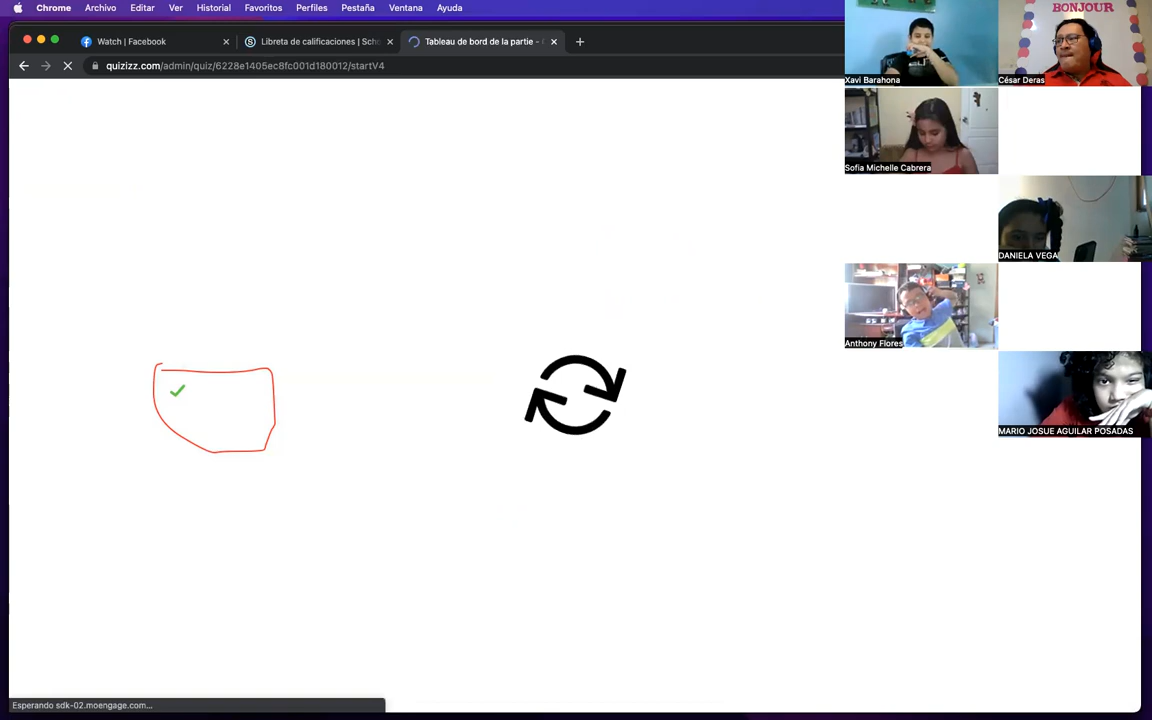 Chrome Archivo Editar Ver Historial Favoritos Perfiles Pestaña Ventana Ayuda
Watch | Facebook
Libreta de calificaciones | Scho
Tableau de bord de la partie -
quizizz.com/admin/quiz/6228e1405ec8fc001d180012/startV4
BONJOUR
Xavi Barahona
César Deras
Sofia Michelle Cabrera
DANIELA VEGA
Anthony Flores
MARIO JOSUE AGUILAR POSADAS
Esperando sdk-02.moengage.com...